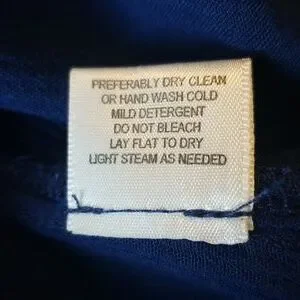 PREFERABLY DRY CLEAN
OR HAND WASH COLD
MILD DETERGENT
DO NOT BLEACH
LAY FLAT TO DRY
LIGHT STEAM AS NEEDED